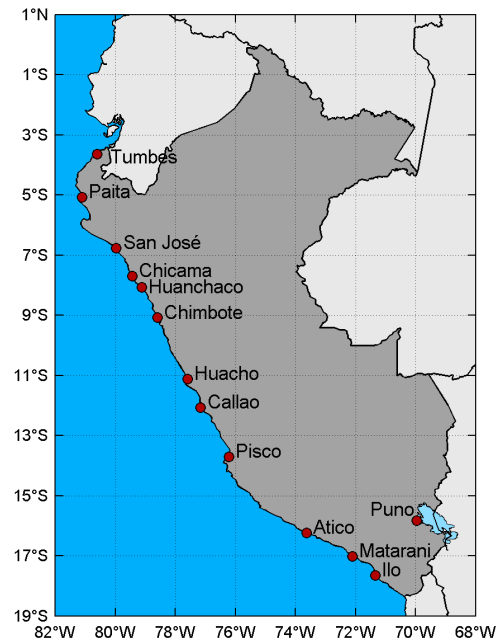 1°N
1°S
3°S
Tumbes
5°S
Paita
7°S
San José
Chicama
Huanchaco
9°S
Chimbote
11°S
Huacho
Callao
13°S
Pisco
15°S
Puno
Atico
17°S
Matarani
Ilo
19°S
82°W 80°W 78°W 76°W 74°W 72°W 70°W 68°W